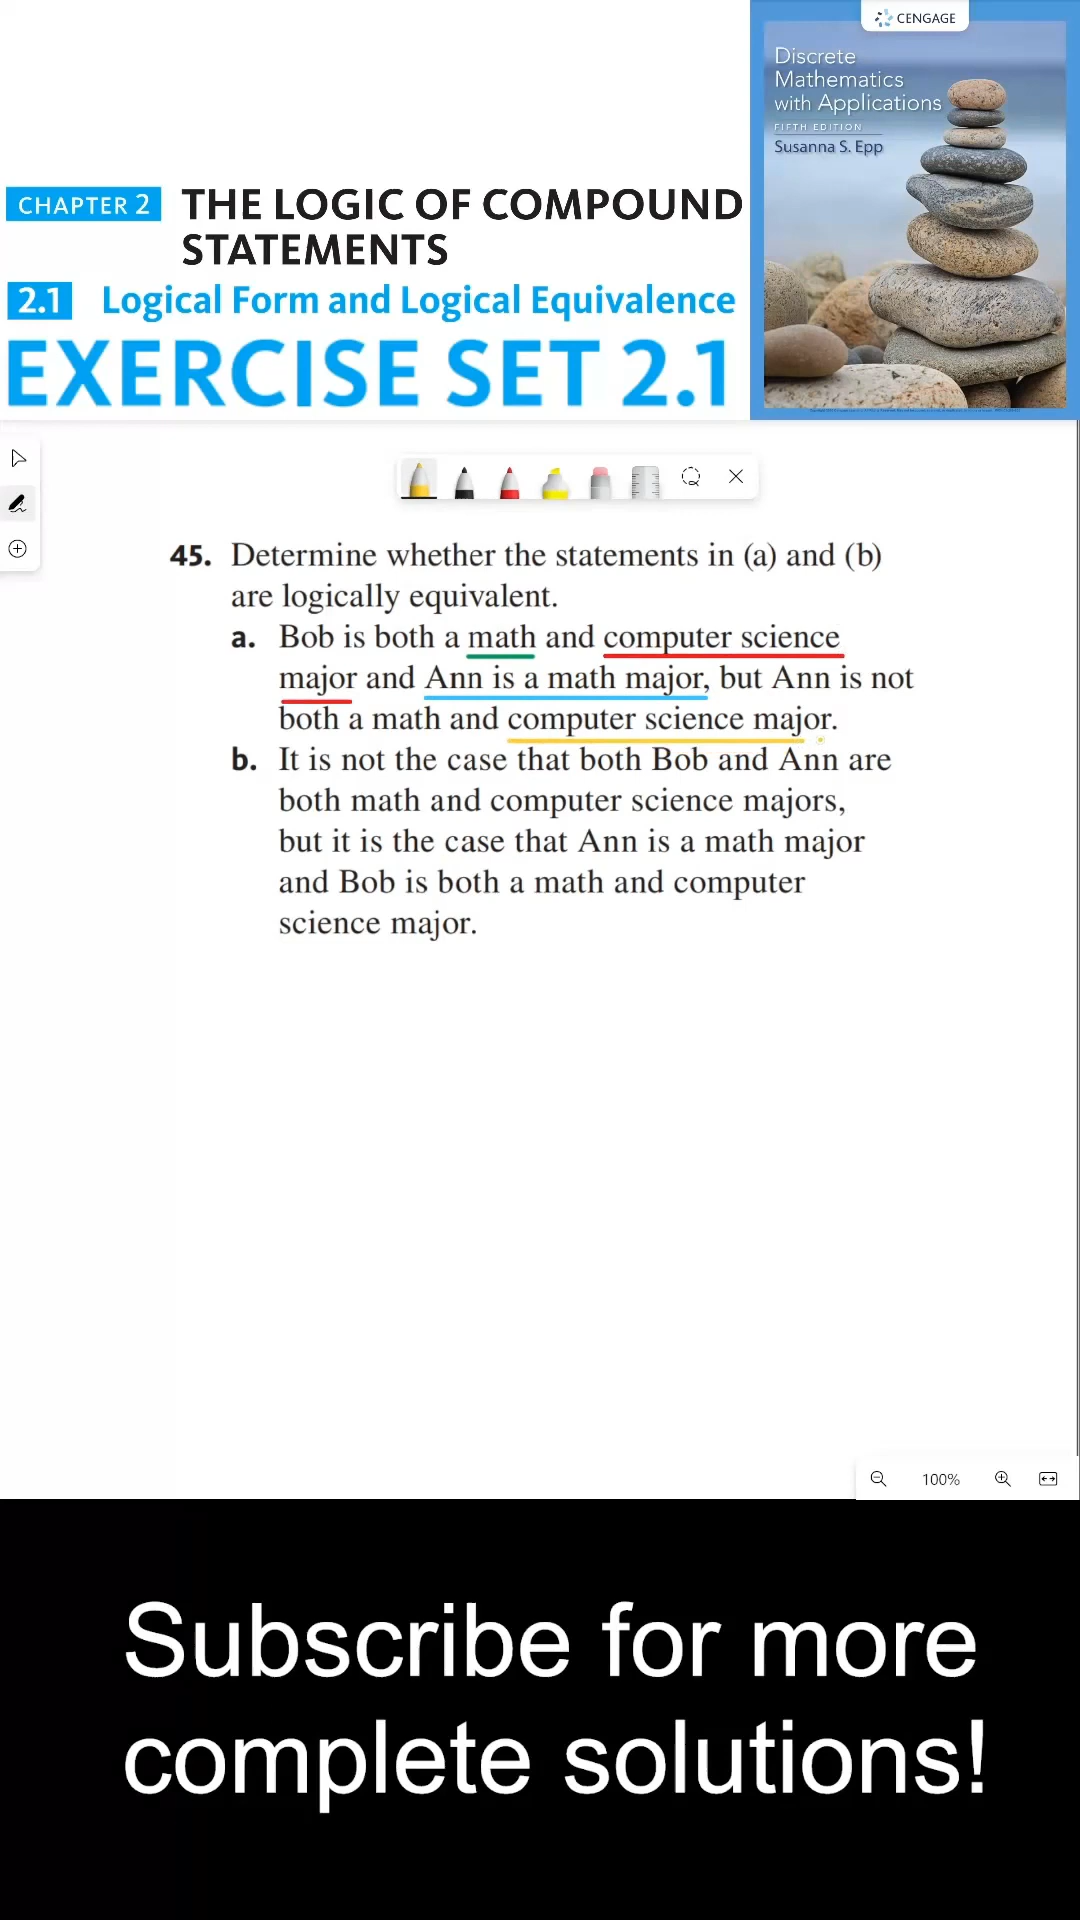 CENGAGE
Discrete
Mathematics
with Applications
FIFTH EDITION
Susanna S. Epp
CHAPTER 2 THE LOGIC OF COMPOUND
STATEMENTS
2.1 Logical Form and Logical Equivalence
EXERCISE SET 2.1
45. Determine whether the statements in (a) and (b)
are logically equivalent.
a. Bob is both a math and computer science
major and Ann is a math major, but Ann is not
both a math and computer science major.
b. It is not the case that both Bob and Ann are
both math and computer science majors,
but it is the case that Ann is a math major
and Bob is both a math and computer
science major.
100%
Subscribe for more
complete solutions!